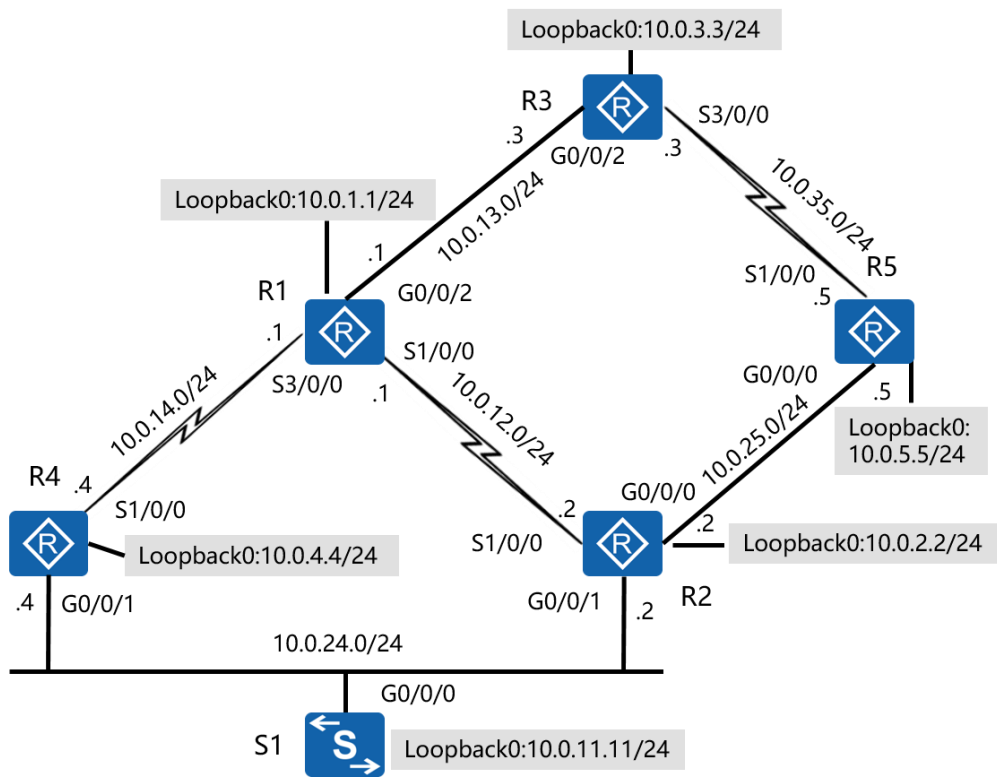 Loopback0:10.0.3.3/24
R3
R
S3/0/0
.3
G0/0/2
.3
10.0.35.0/24
10.0.13.0/24
Loopback0:10.0.1.1/24
.1
G0/0/2
R1
R
.1
S3/0/0
S1/0/0
.1
S1/0/0
.5
R5
R
G0/0/0
.5
Loopback0:
10.0.5.5/24
10.0.14.0/24
10.0.12.0/24
10.0.25.0/24
R4
.4
S1/0/0
R
Loopback0:10.0.4.4/24
.4
G0/0/1
G0/0/0
.2
.2
S1/0/0
R
Loopback0:10.0.2.2/24
R2
G0/0/1
.2
10.0.24.0/24
G0/0/0
S1
S
Loopback0:10.0.11.11/24